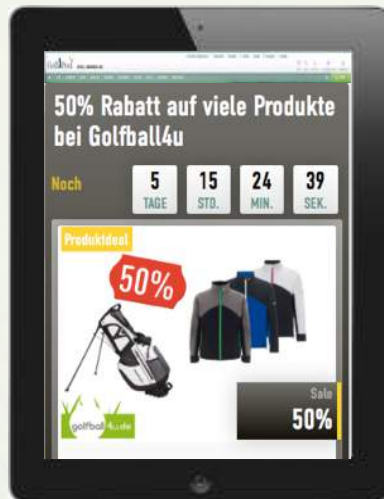 50% Rabatt auf viele Produkte
bei Golfball4u
Noch
5 15 24 39
TAGE STD. MIN. SEK.
Produktdeal
50%
golfball4u.de
Sale
50%